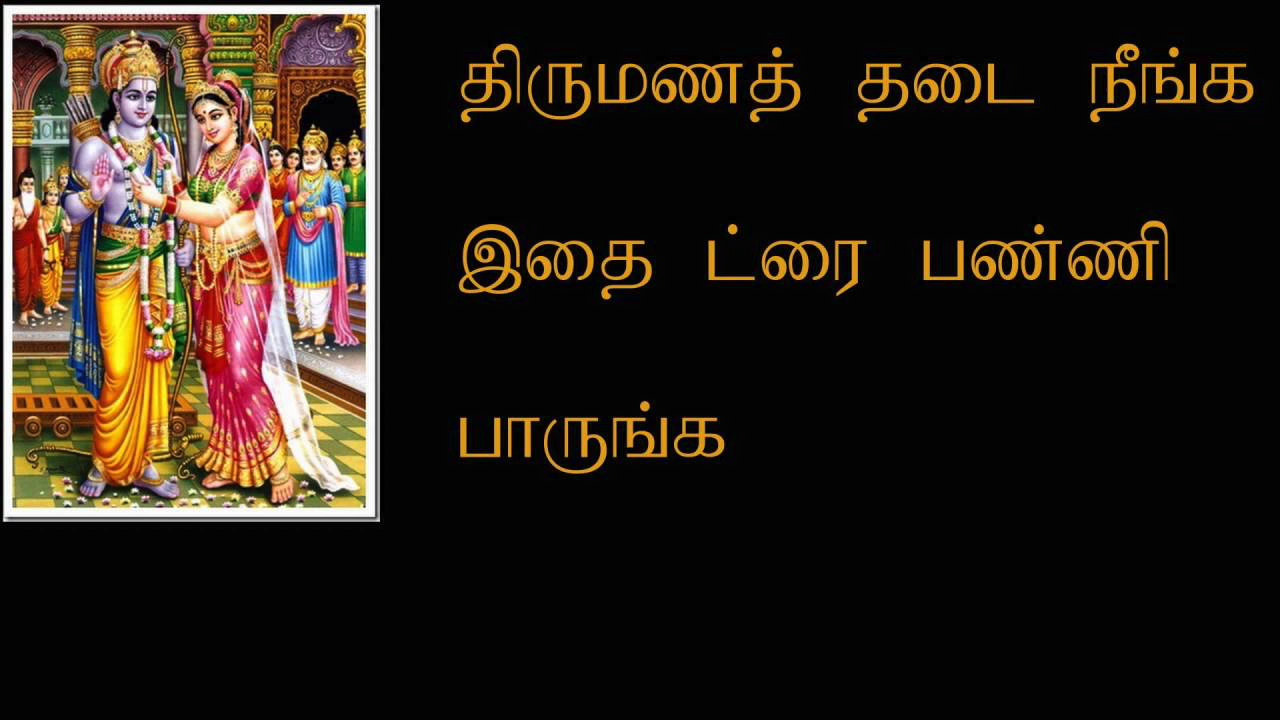 திருமணத் தடை நீங்க
இதை ட்ரை பண்ணி
பாருங்க